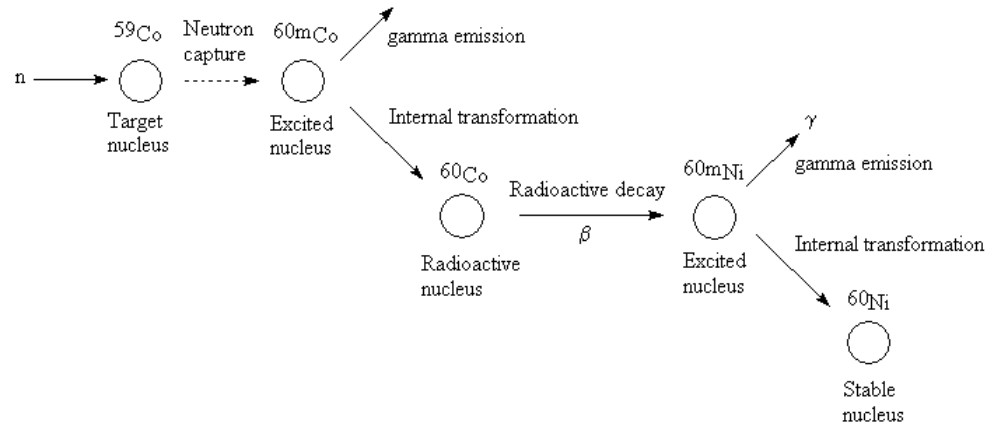 n
⁵⁹Co
Target
nucleus
Neutron
capture
⁶⁰ᵐCo
Excited
nucleus
gamma emission
Internal transformation
⁶⁰Co
Radioactive
nucleus
Radioactive decay
β
⁶⁰ᵐNi
Excited
nucleus
γ
gamma emission
Internal transformation
⁶⁰Ni
Stable
nucleus